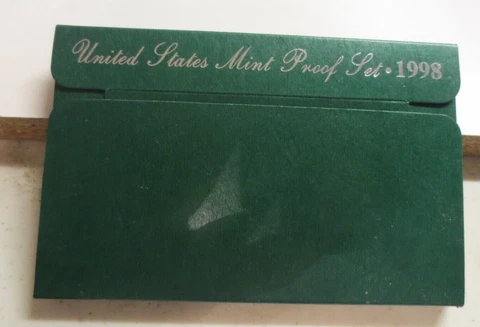 United States Mint Proof Set • 1998